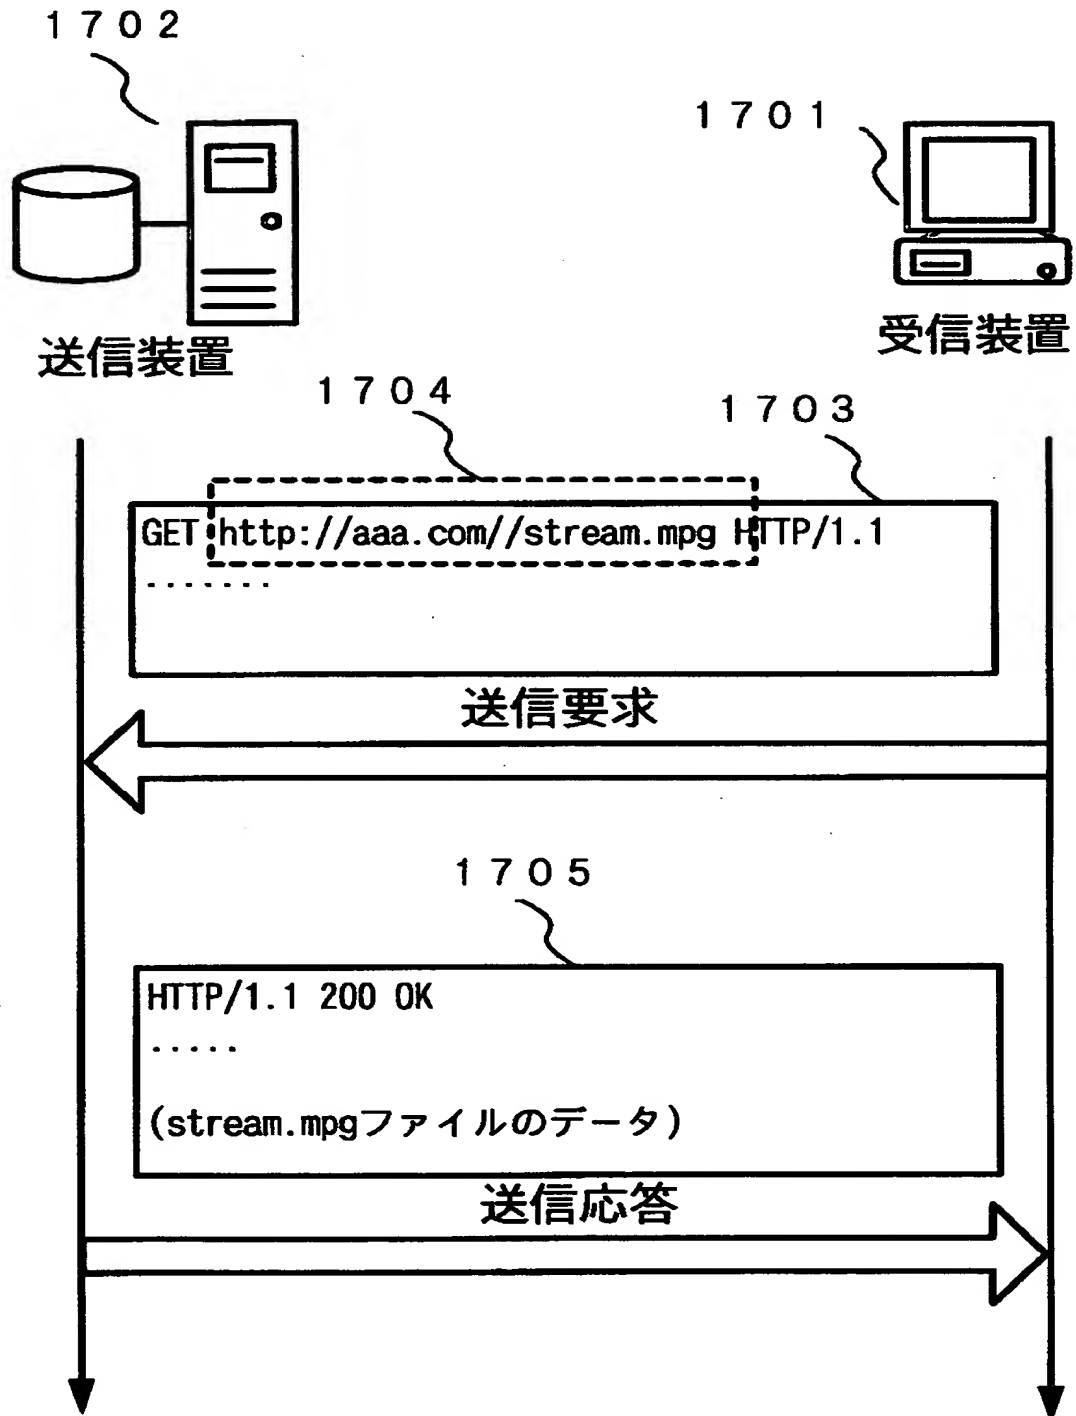 １７０２
１７０１
送信装置
受信装置
１７０４
１７０３
GET http://aaa.com//stream.mpg HTTP/1.1
.......
送信要求
１７０５
HTTP/1.1 200 OK
.....
(stream.mpgファイルのデータ)
送信応答